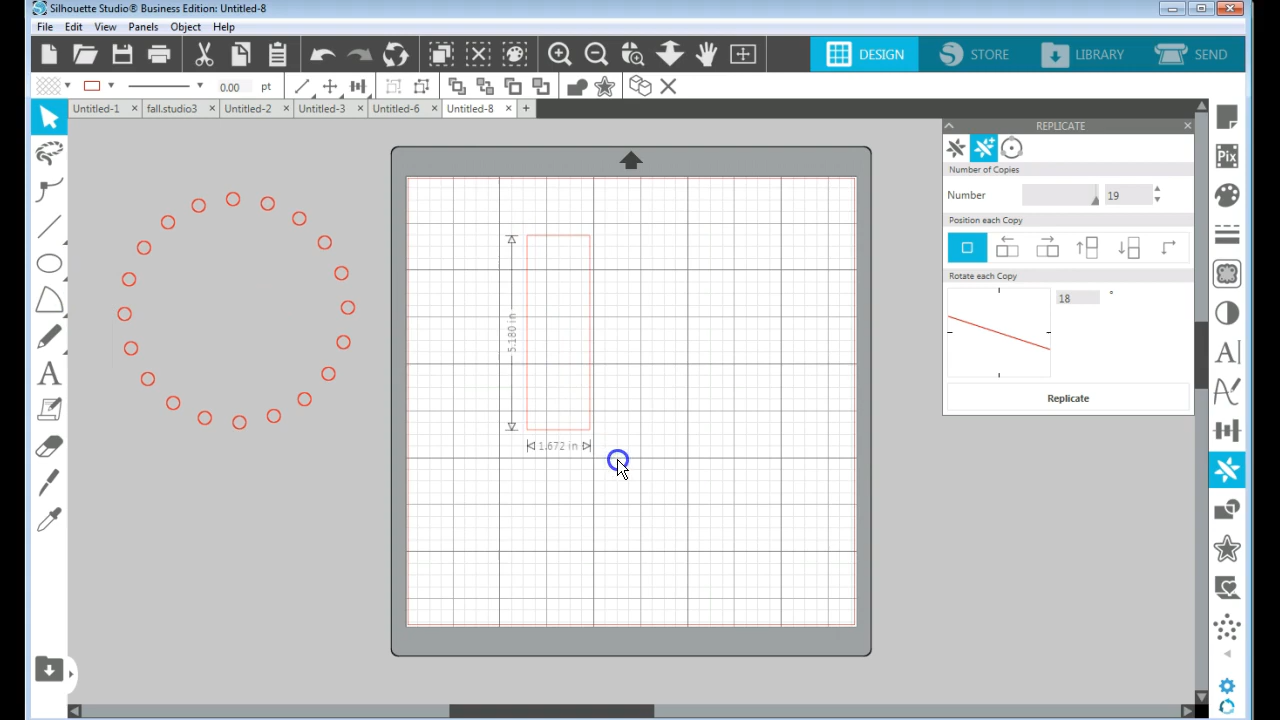 Silhouette Studio® Business Edition: Untitled-8
File Edit View Panels Object Help
DESIGN STORE LIBRARY SEND
0.00 pt
Untitled-1 fall.studio3 Untitled-2 Untitled-3 Untitled-6 Untitled-8
REPLICATE
Pix
Number of Copies
Number 19
Position each Copy
Rotate each Copy
18 °
Replicate
5.180 in
1.672 in